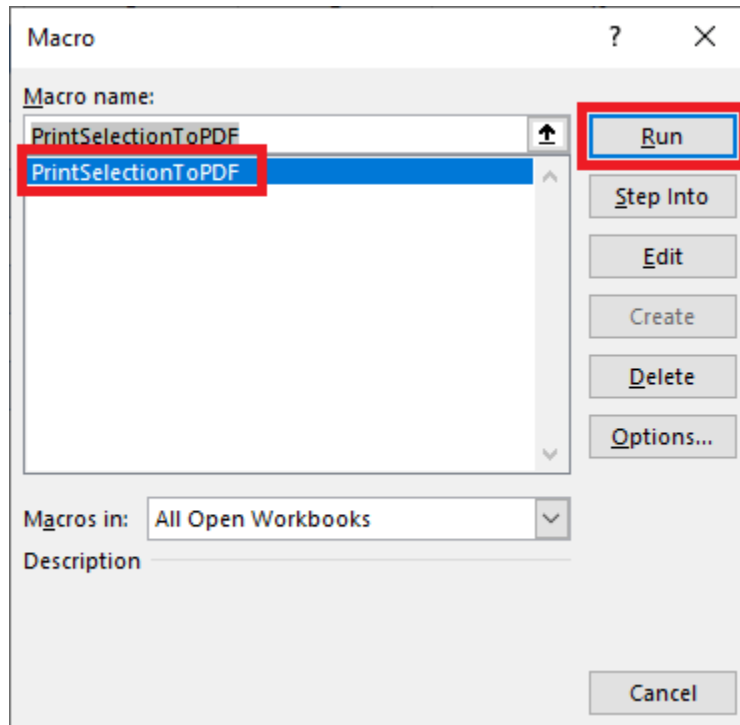 Macro
?
Macro name:
PrintSelectionToPDF
PrintSelectionToPDF
Run
Step Into
Edit
Create
Delete
Options...
Macros in: All Open Workbooks
Description
Cancel